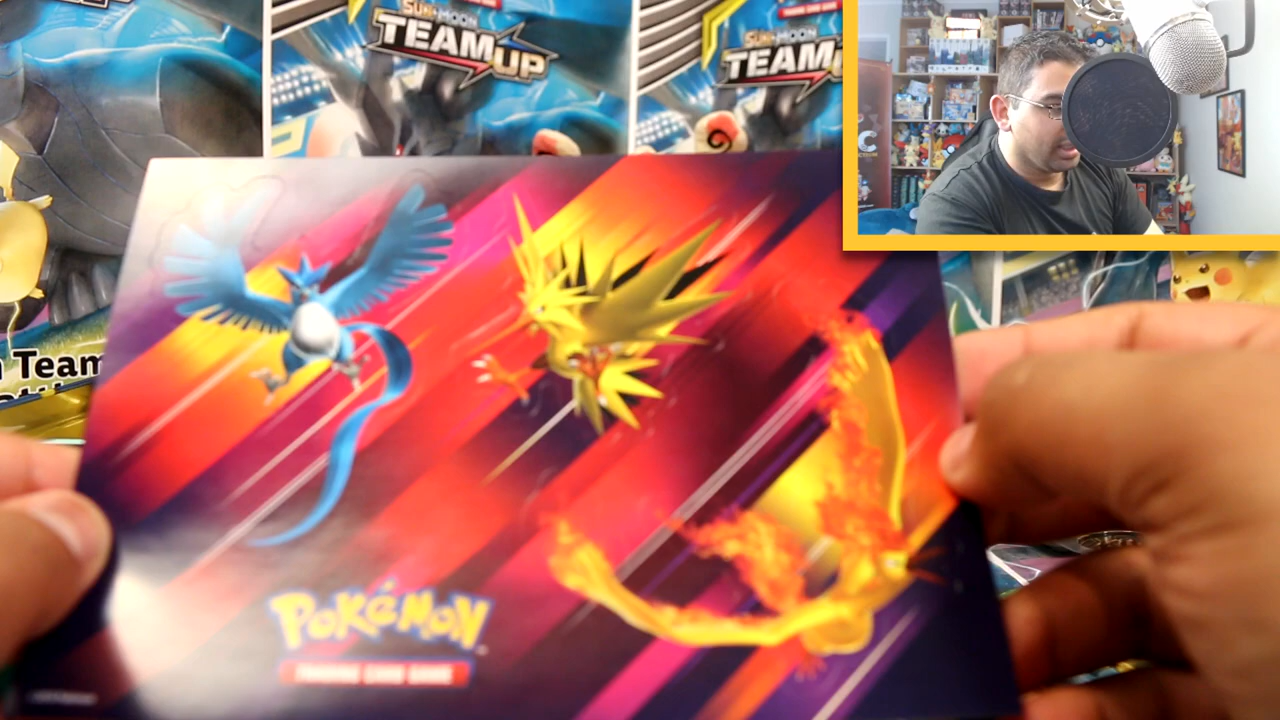 SUN & MOON
TEAM UP
SUN & MOON
TEAM U
Team
POKéMON
TRADING CARD GAME